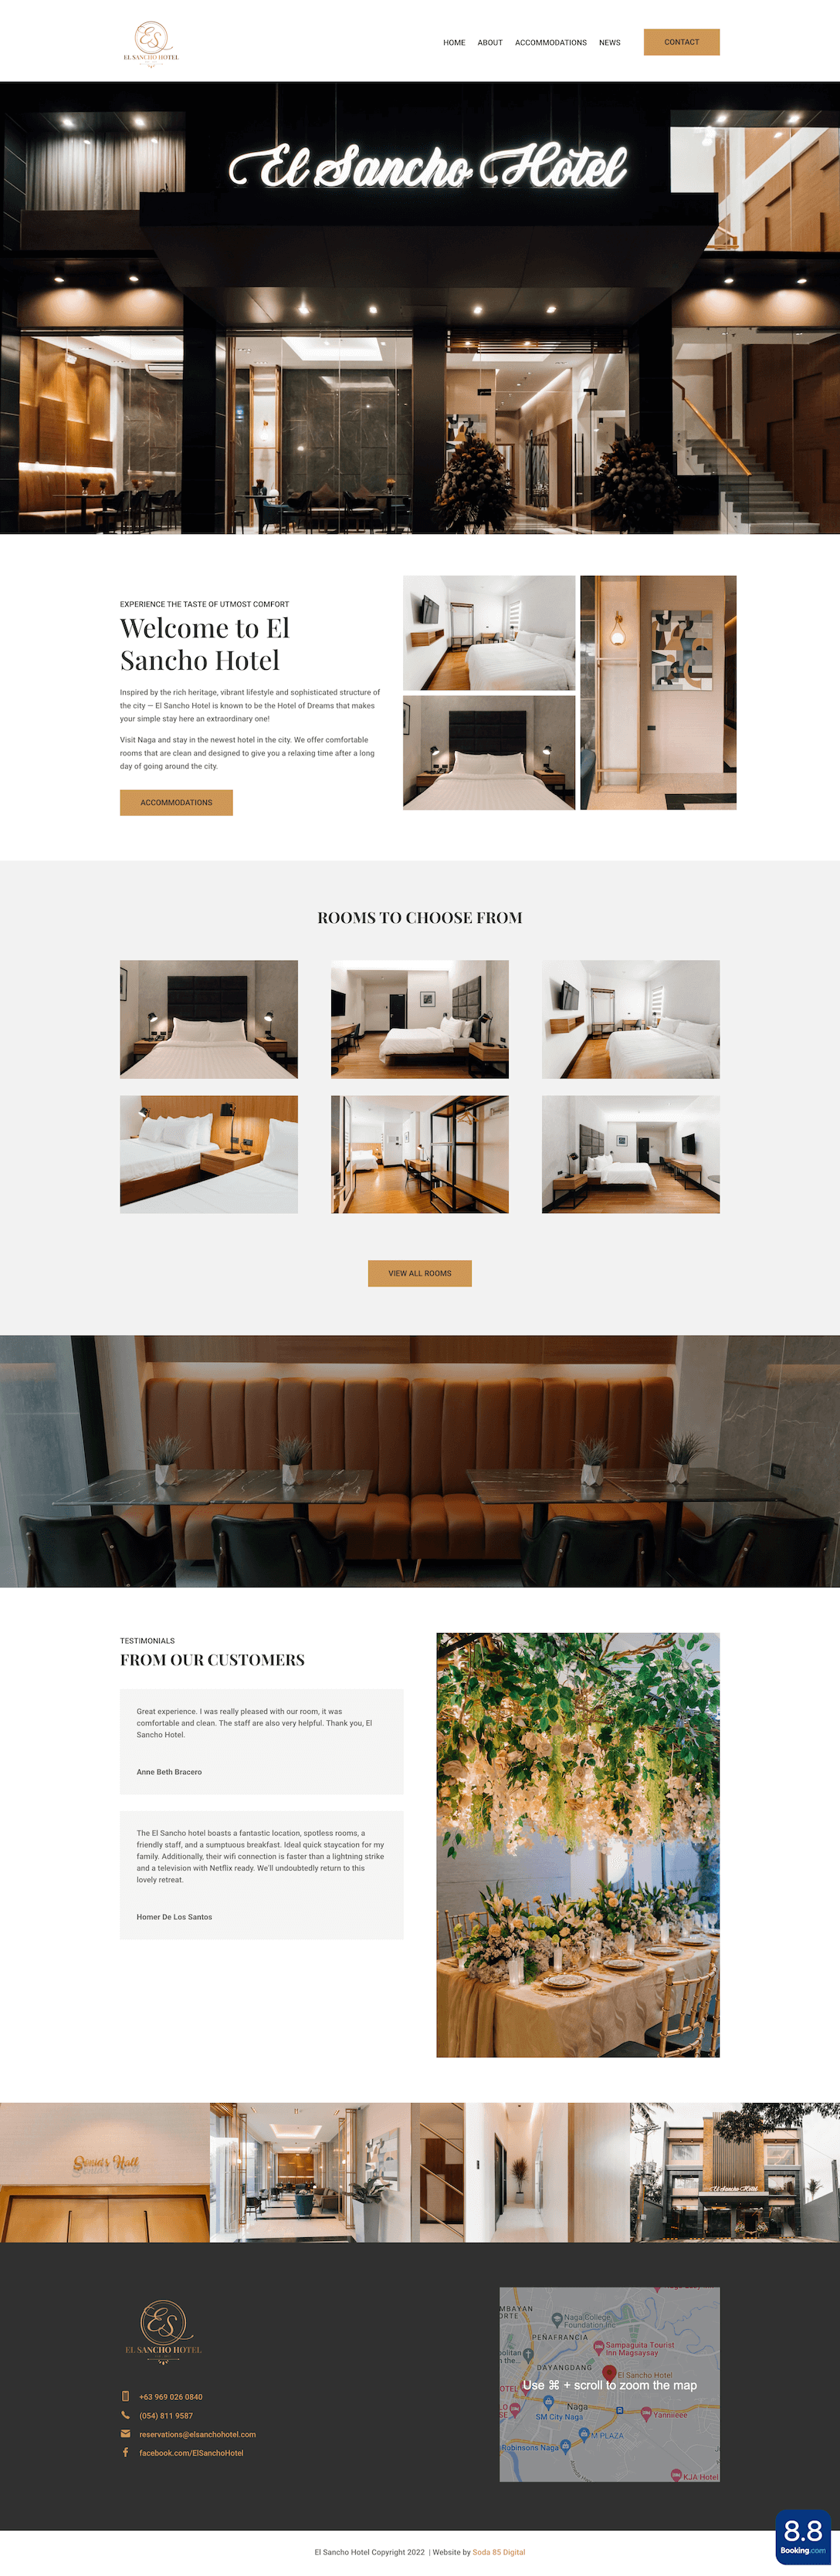 ES
EL SANCHO HOTEL
HOME ABOUT ACCOMMODATIONS NEWS CONTACT
El Sancho Hotel
EXPERIENCE THE TASTE OF UTMOST COMFORT
Welcome to El
Sancho Hotel
Inspired by the rich heritage, vibrant lifestyle and sophisticated structure of
the city — El Sancho Hotel is known to be the Hotel of Dreams that makes
your simple stay here an extraordinary one!
Visit Naga and stay in the newest hotel in the city. We offer comfortable
rooms that are clean and designed to give you a relaxing time after a long
day of going around the city.
ACCOMMODATIONS
ROOMS TO CHOOSE FROM
VIEW ALL ROOMS
TESTIMONIALS
FROM OUR CUSTOMERS
Great experience. I was really pleased with our room, it was
comfortable and clean. The staff are also very helpful. Thank you, El
Sancho Hotel.
Anne Beth Bracero
The El Sancho hotel boasts a fantastic location, spotless rooms, a
friendly staff, and a sumptuous breakfast. Ideal quick staycation for my
family. Additionally, their wifi connection is faster than a lightning strike
and a television with Netflix ready. We'll undoubtedly return to this
lovely retreat.
Homer De Los Santos
Sonia's Hall
El Sancho Hotel
ES
EL SANCHO HOTEL
+63 969 026 0840
(054) 811 9587
reservations@elsanchohotel.com
facebook.com/ElSanchoHotel
MBAYAN
ORTE
Naga College
Foundation Inc
PEÑAFRANCIA
Sampaguita Tourist
Inn Magsaysay
politan
n the...
DAYANGDANG
El Sancho Hotel
OTEL
Use ⌘ + scroll to zoom the map
Naga
SM City Naga
Yanniieee
M PLAZA
Robinsons Naga
KJA Hotel
8.8
Booking.com
El Sancho Hotel Copyright 2022 | Website by Soda 85 Digital